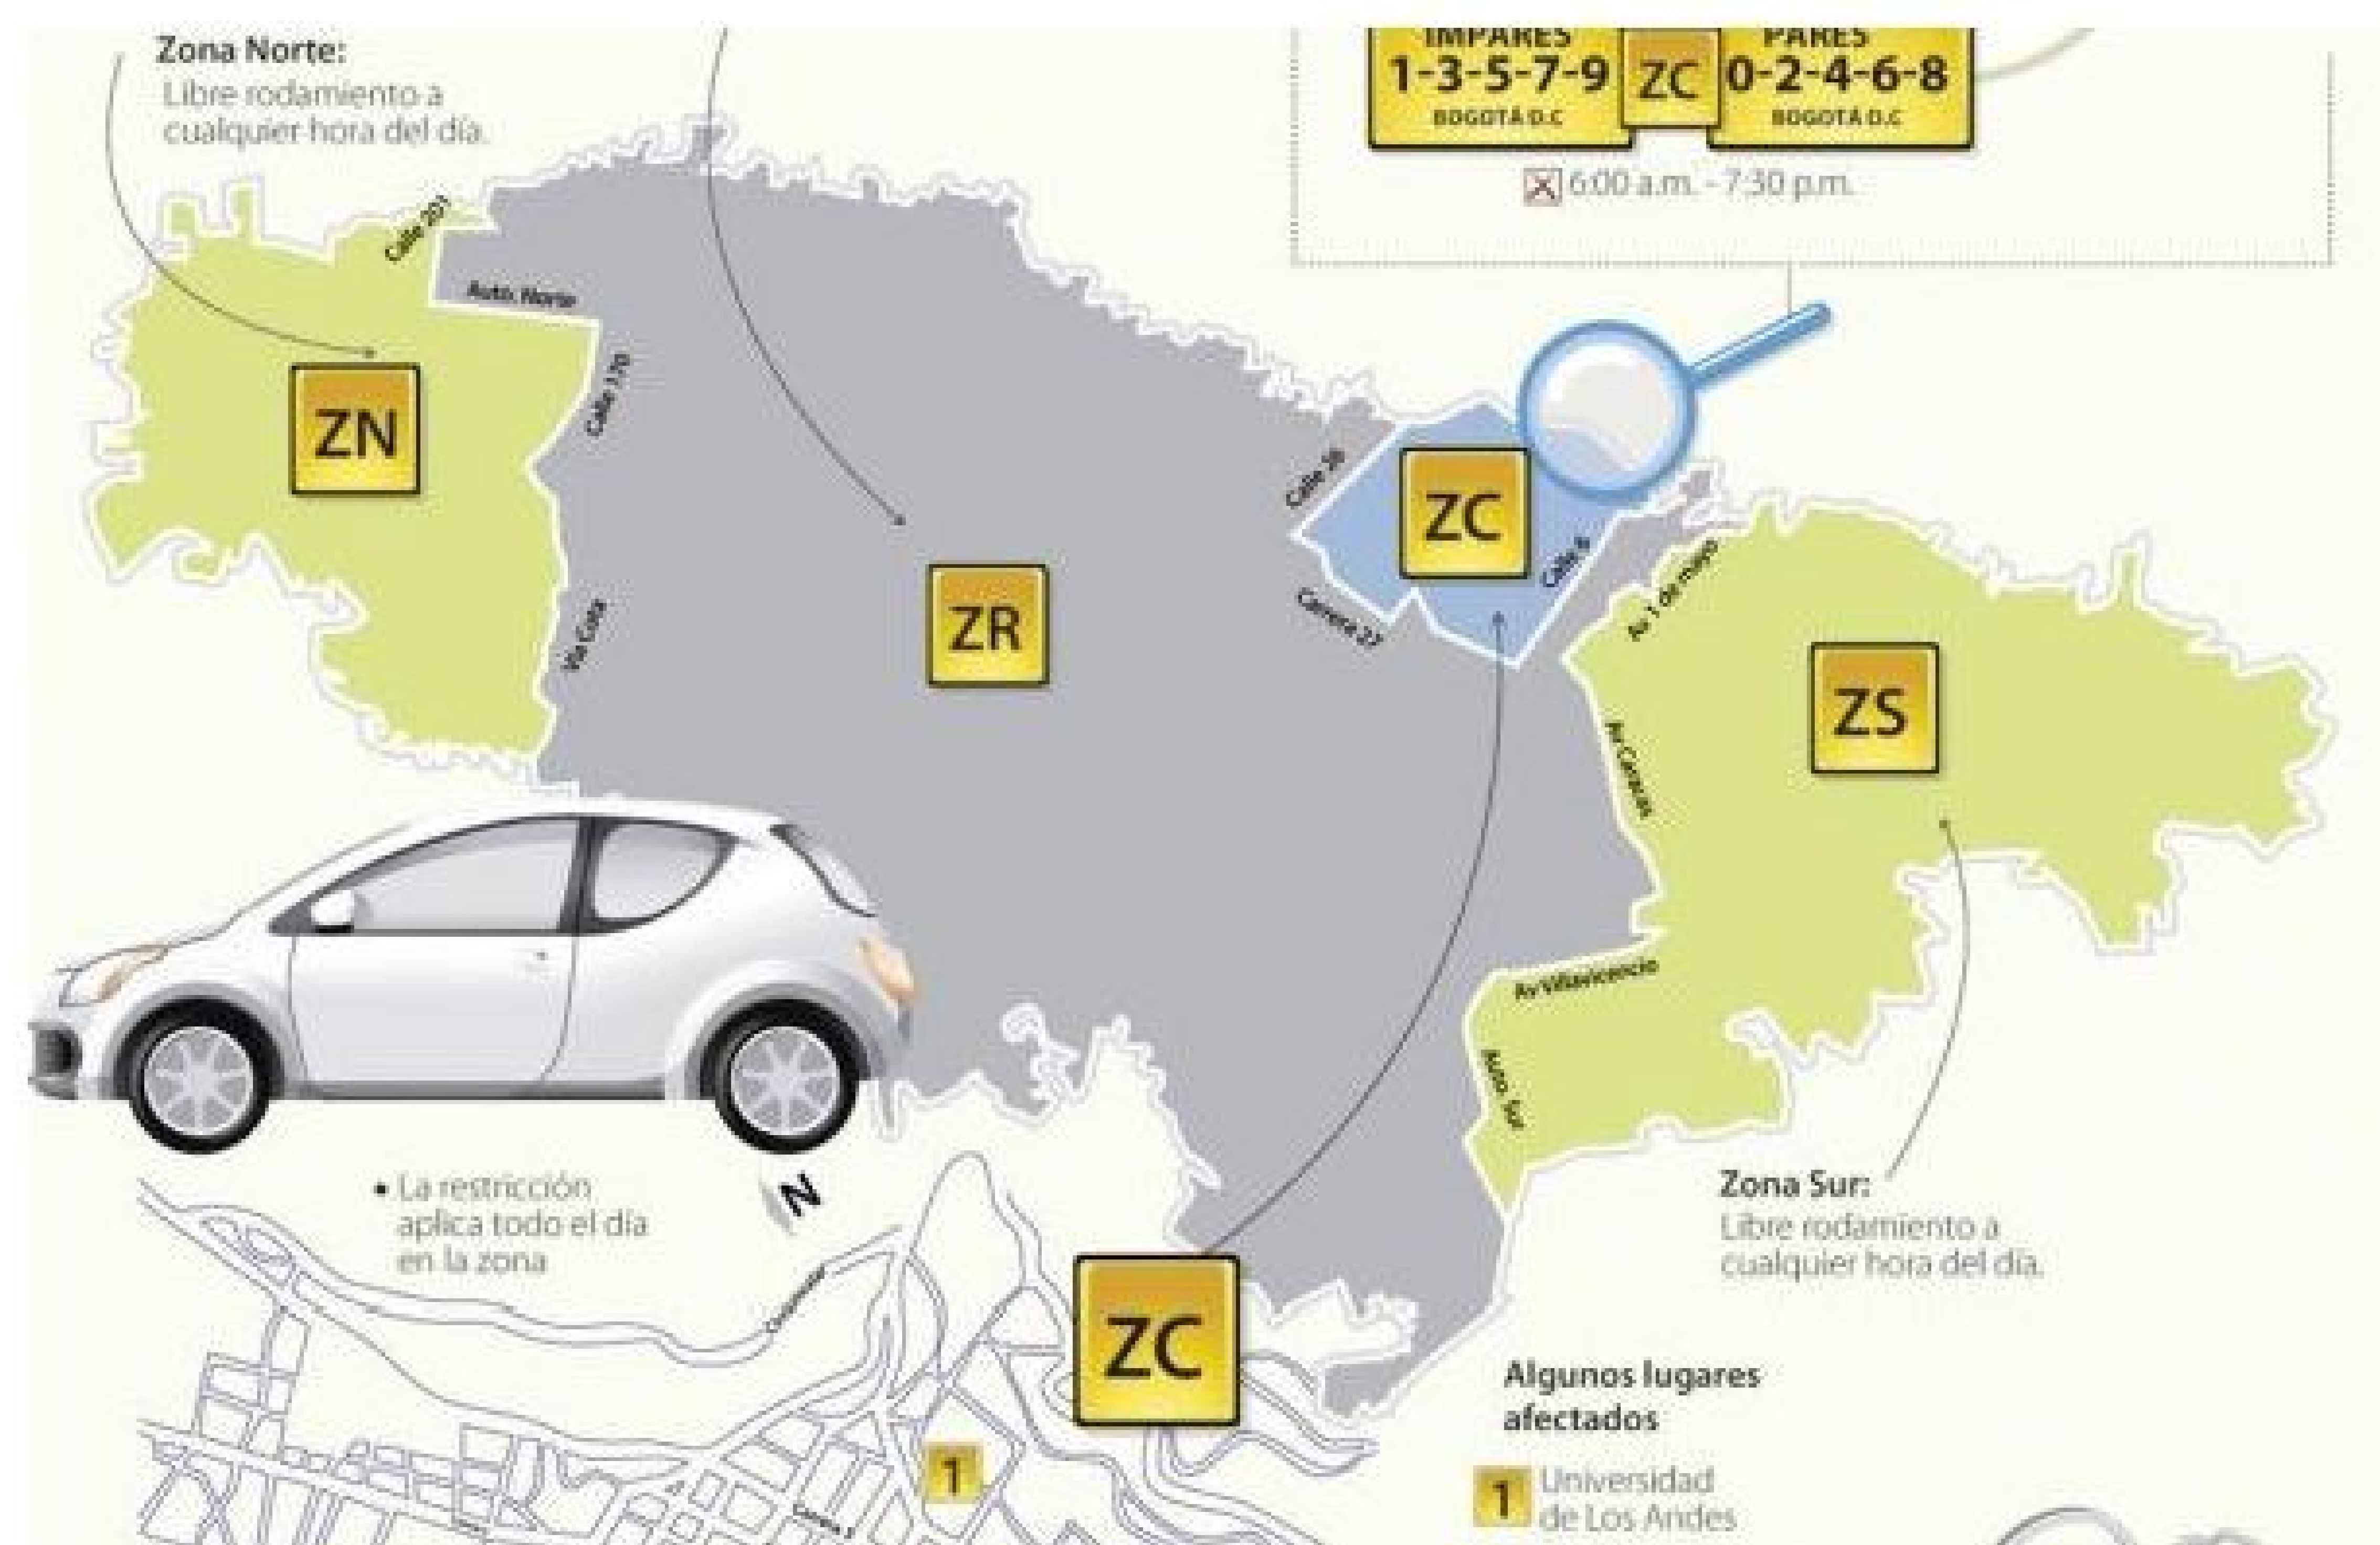 Zona Norte:
Libre rodamiento a
cualquier hora del día.
IMPARES
1-3-5-7-9
BOGOTÁ D.C
ZC
PARES
0-2-4-6-8
BOGOTÁ D.C
6:00 a.m. - 7:30 p.m.
Calle 201
Auto. Norte
Calle 170
Vía Cota
ZN
ZR
Calle 26
ZC
Calle 6
Carrera 27
Av 1 de mayo
ZS
Av Caracas
Av Villavicencio
Auto. Sur
• La restricción
aplica todo el día
en la zona
N
Zona Sur:
Libre rodamiento a
cualquier hora del día.
ZC
1
Algunos lugares
afectados
1 Universidad
de Los Andes